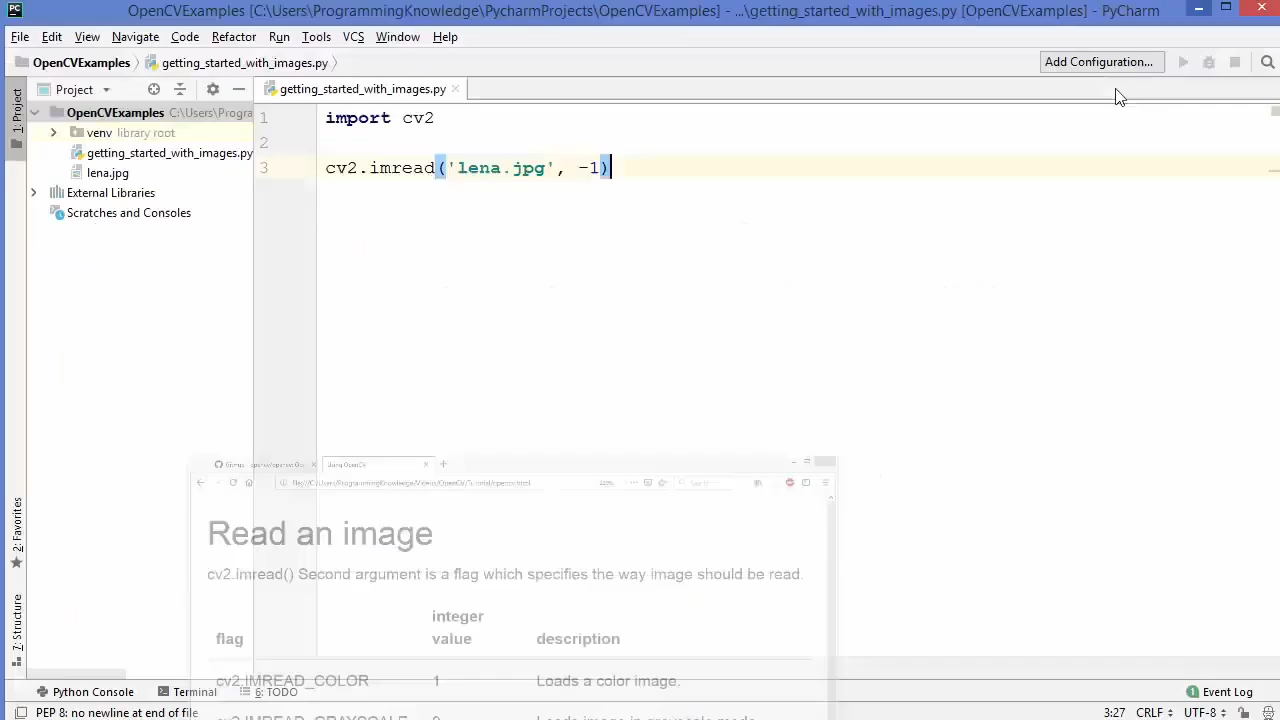 PC OpenCVExamples [C:\Users\ProgrammingKnowledge\PycharmProjects\OpenCVExamples] - ...\getting_started_with_images.py [OpenCVExamples] - PyCharm
File Edit View Navigate Code Refactor Run Tools VCS Window Help
OpenCVExamples getting_started_with_images.py Add Configuration...
1: Project Project getting_started_with_images.py
OpenCVExamples C:\Users\Progra
venv library root
getting_started_with_images.py
lena.jpg
External Libraries
Scratches and Consoles
1 import cv2
2
3 cv2.imread('lena.jpg', -1)
Using OpenCV
Read an image
cv2.imread() Second argument is a flag which specifies the way image should be read.
integer
flag value description
cv2.IMREAD_COLOR 1 Loads a color image.
2: Favorites
7: Structure
Python Console Terminal 6: TODO Event Log
PEP 8: no newline at end of file 3:27 CRLF UTF-8